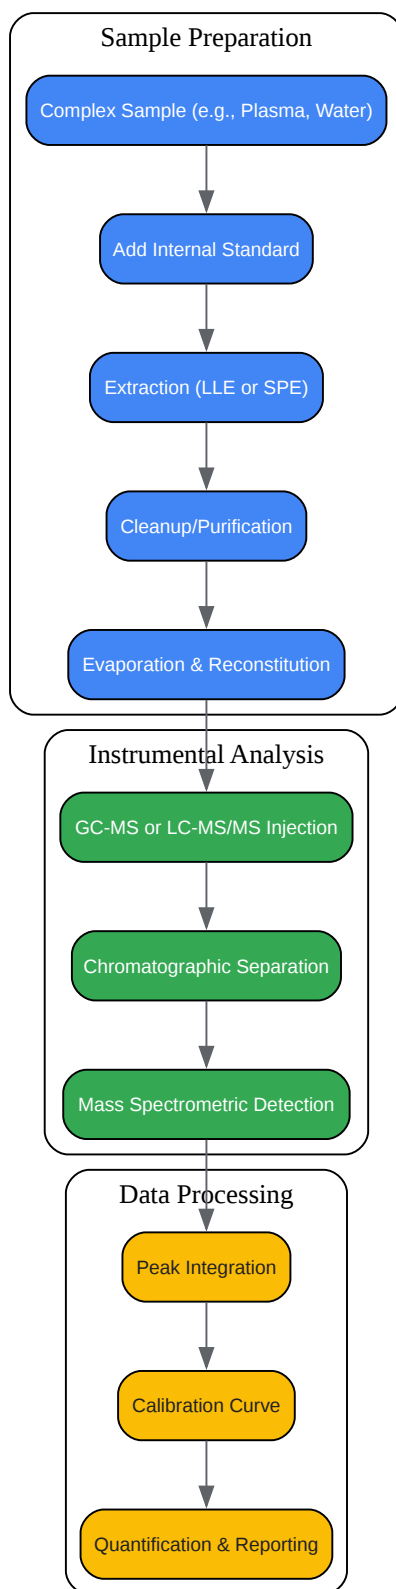 Sample Preparation
Complex Sample (e.g., Plasma, Water)
Add Internal Standard
Extraction (LLE or SPE)
Cleanup/Purification
Evaporation & Reconstitution
Instrumental Analysis
GC-MS or LC-MS/MS Injection
Chromatographic Separation
Mass Spectrometric Detection
Data Processing
Peak Integration
Calibration Curve
Quantification & Reporting